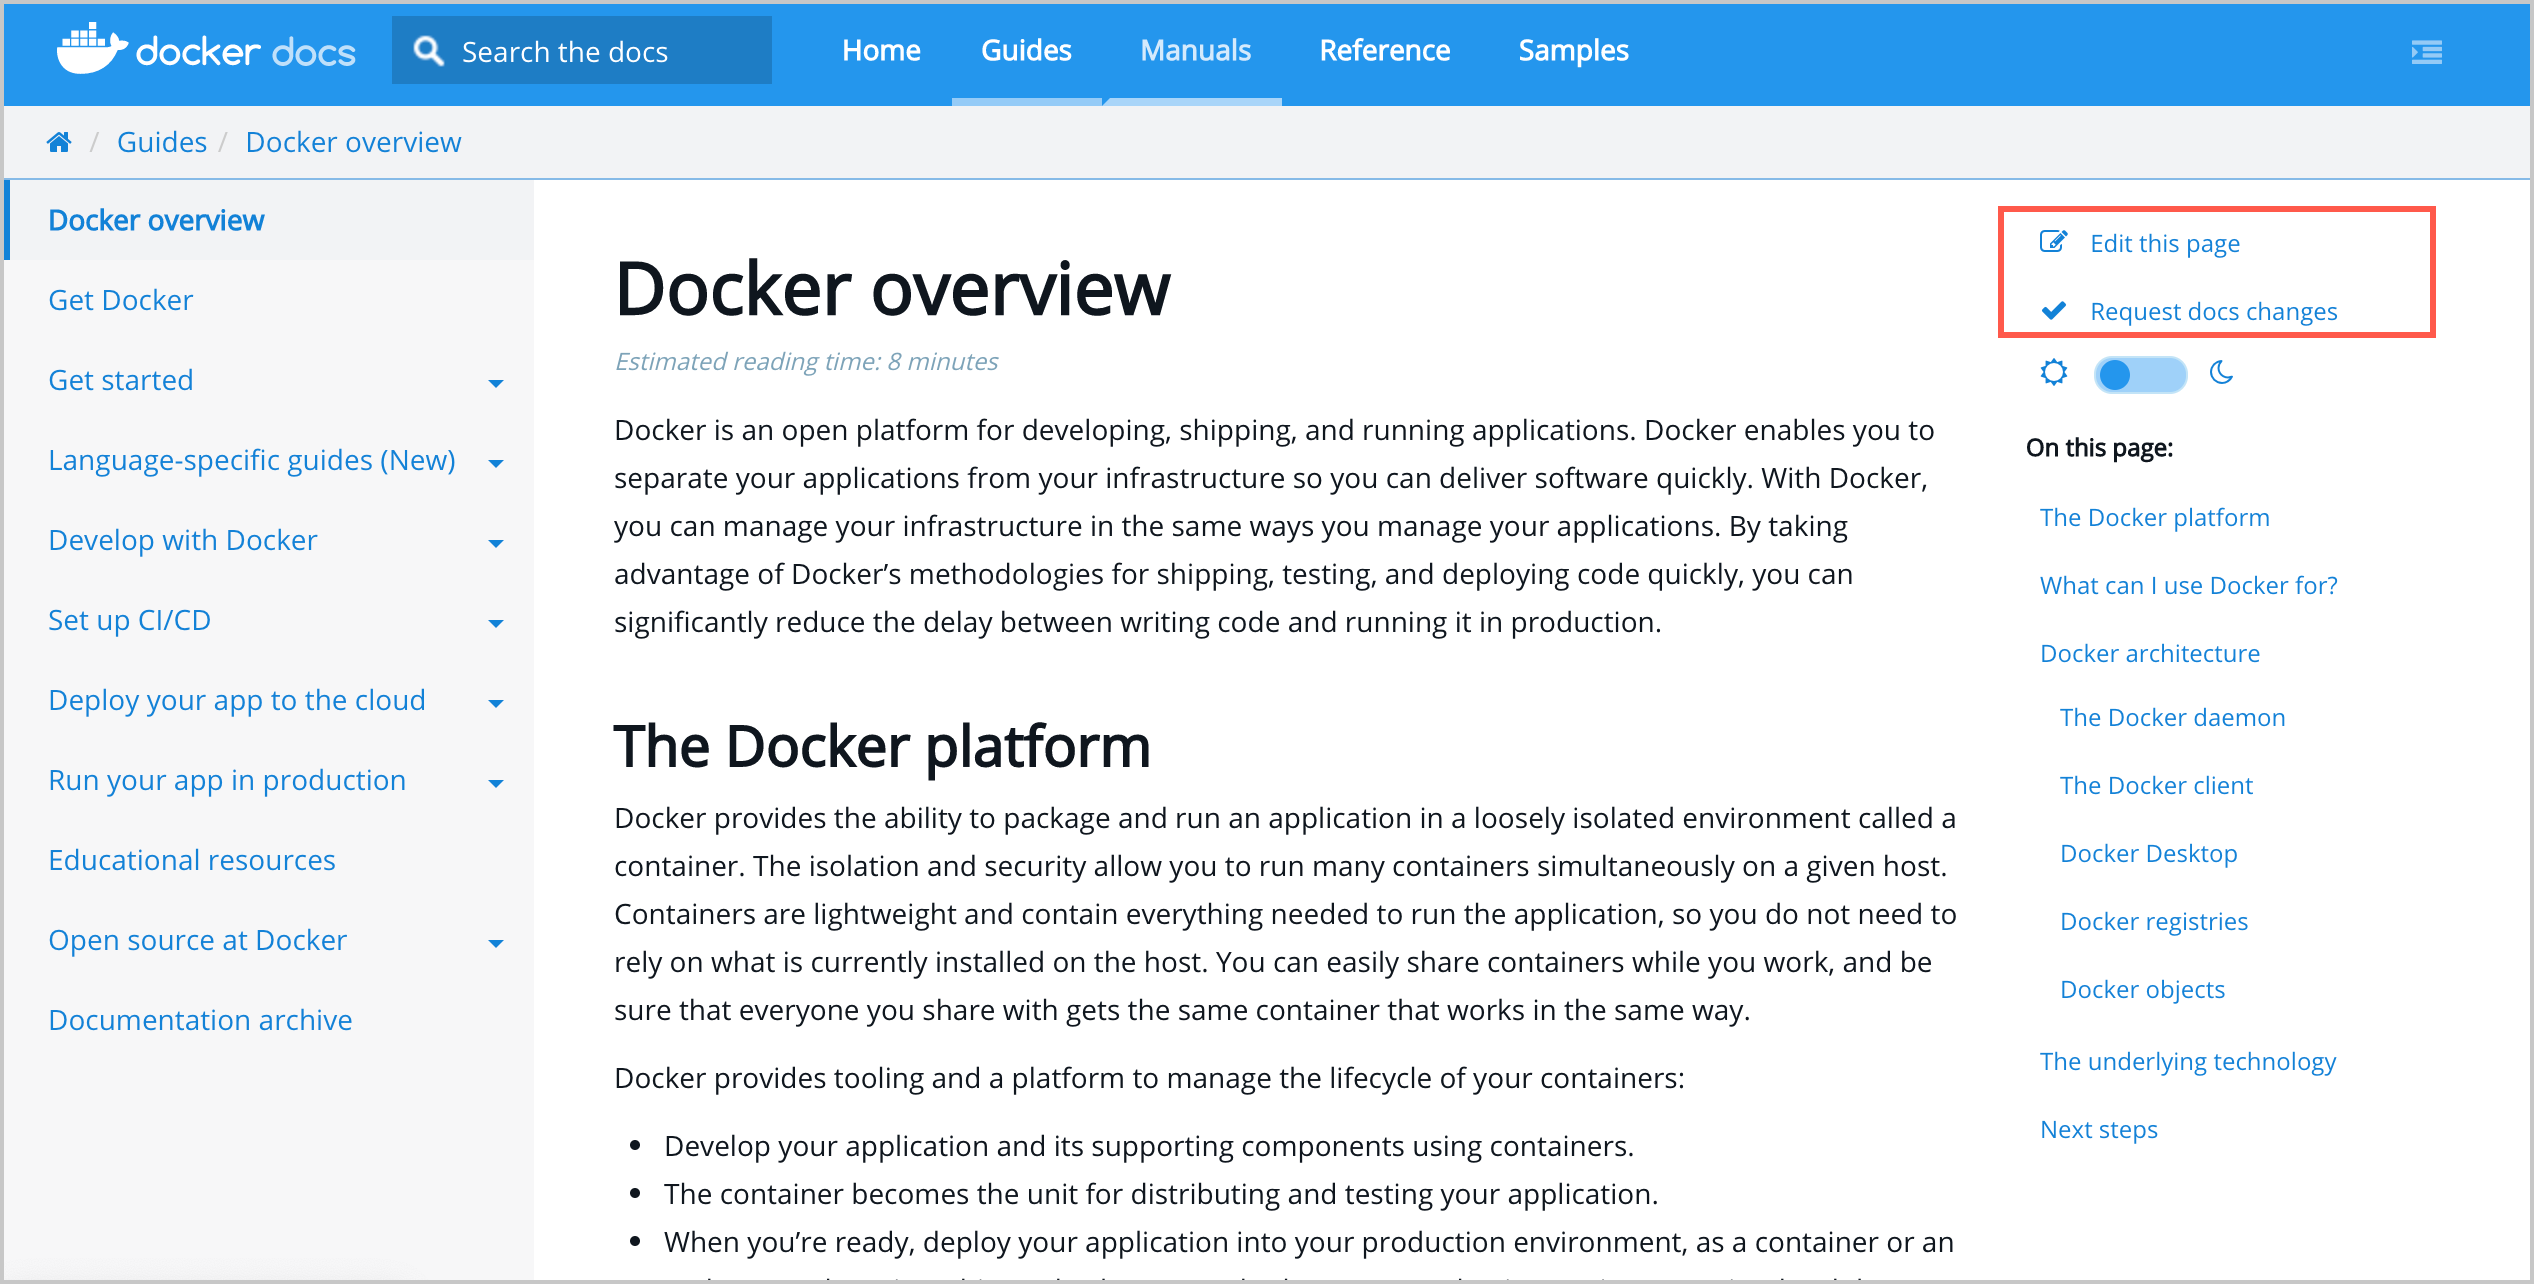 docker docs
Search the docs
Home
Guides
Manuals
Reference
Samples
/ Guides / Docker overview
Docker overview
Get Docker
Get started
Language-specific guides (New)
Develop with Docker
Set up CI/CD
Deploy your app to the cloud
Run your app in production
Educational resources
Open source at Docker
Documentation archive
Docker overview
Estimated reading time: 8 minutes
Docker is an open platform for developing, shipping, and running applications. Docker enables you to
separate your applications from your infrastructure so you can deliver software quickly. With Docker,
you can manage your infrastructure in the same ways you manage your applications. By taking
advantage of Docker’s methodologies for shipping, testing, and deploying code quickly, you can
significantly reduce the delay between writing code and running it in production.
The Docker platform
Docker provides the ability to package and run an application in a loosely isolated environment called a
container. The isolation and security allow you to run many containers simultaneously on a given host.
Containers are lightweight and contain everything needed to run the application, so you do not need to
rely on what is currently installed on the host. You can easily share containers while you work, and be
sure that everyone you share with gets the same container that works in the same way.
Docker provides tooling and a platform to manage the lifecycle of your containers:
• Develop your application and its supporting components using containers.
• The container becomes the unit for distributing and testing your application.
• When you’re ready, deploy your application into your production environment, as a container or an
Edit this page
Request docs changes
On this page:
The Docker platform
What can I use Docker for?
Docker architecture
The Docker daemon
The Docker client
Docker Desktop
Docker registries
Docker objects
The underlying technology
Next steps